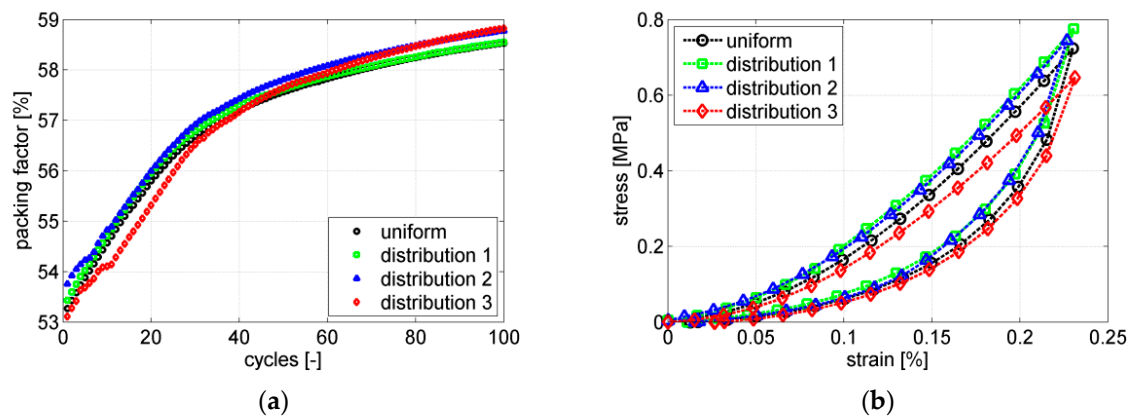 59
58
57
56
55
54
53
packing factor [%]
0 20 40 60 80 100
cycles [-]
uniform
distribution 1
distribution 2
distribution 3
(a)
0.8
0.6
0.4
0.2
0
stress [MPa]
0 0.05 0.1 0.15 0.2 0.25
strain [%]
uniform
distribution 1
distribution 2
distribution 3
(b)